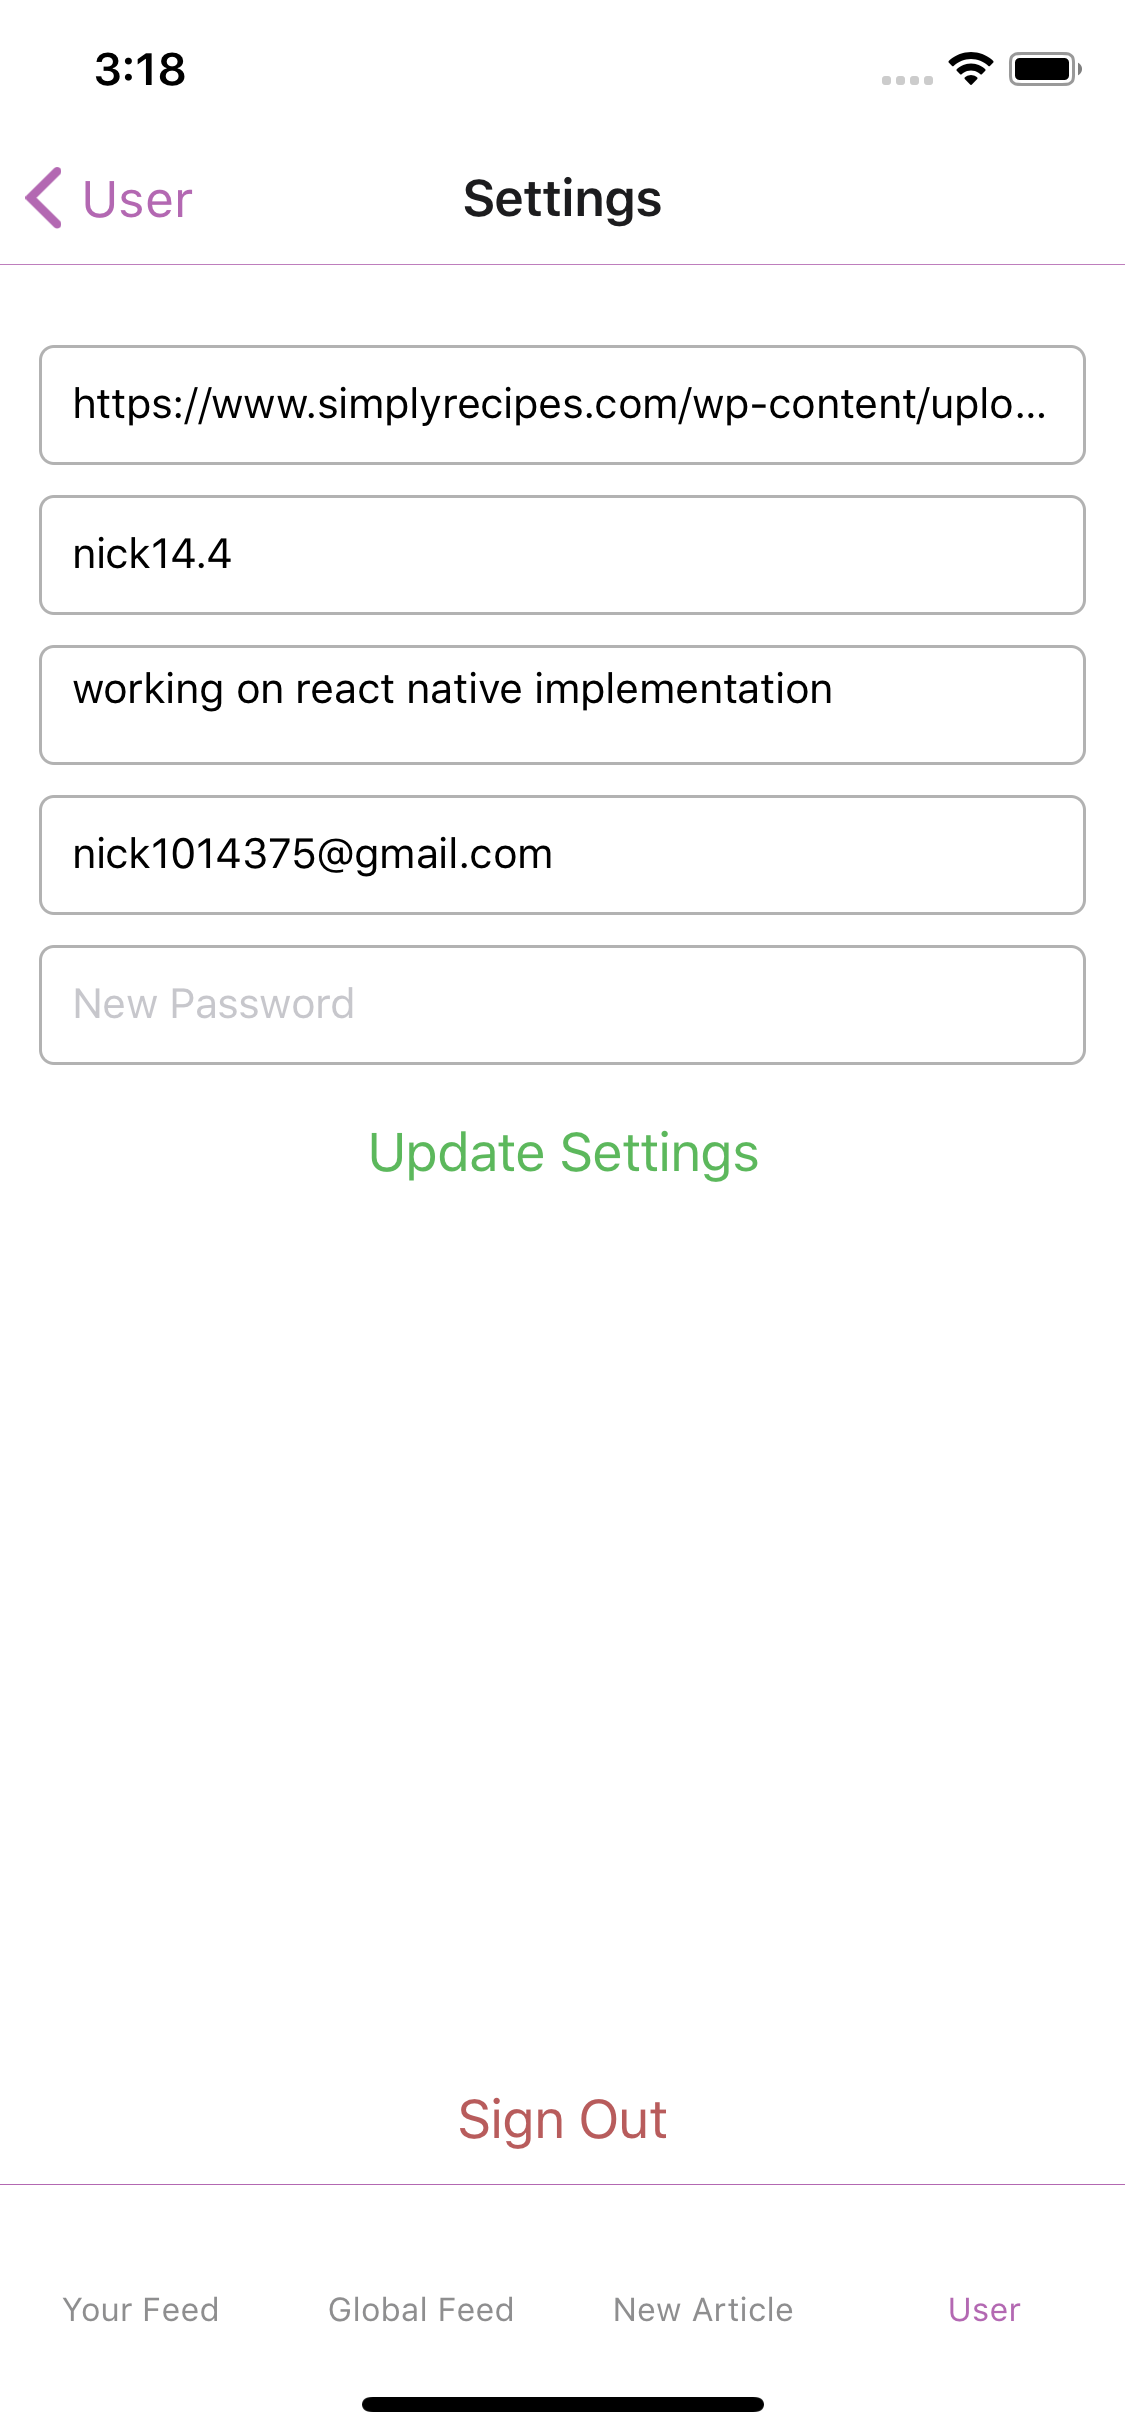 3:18
User
Settings
https://www.simplyrecipes.com/wp-content/uplo...
nick14.4
working on react native implementation
nick1014375@gmail.com
New Password
Update Settings
Sign Out
Your Feed
Global Feed
New Article
User